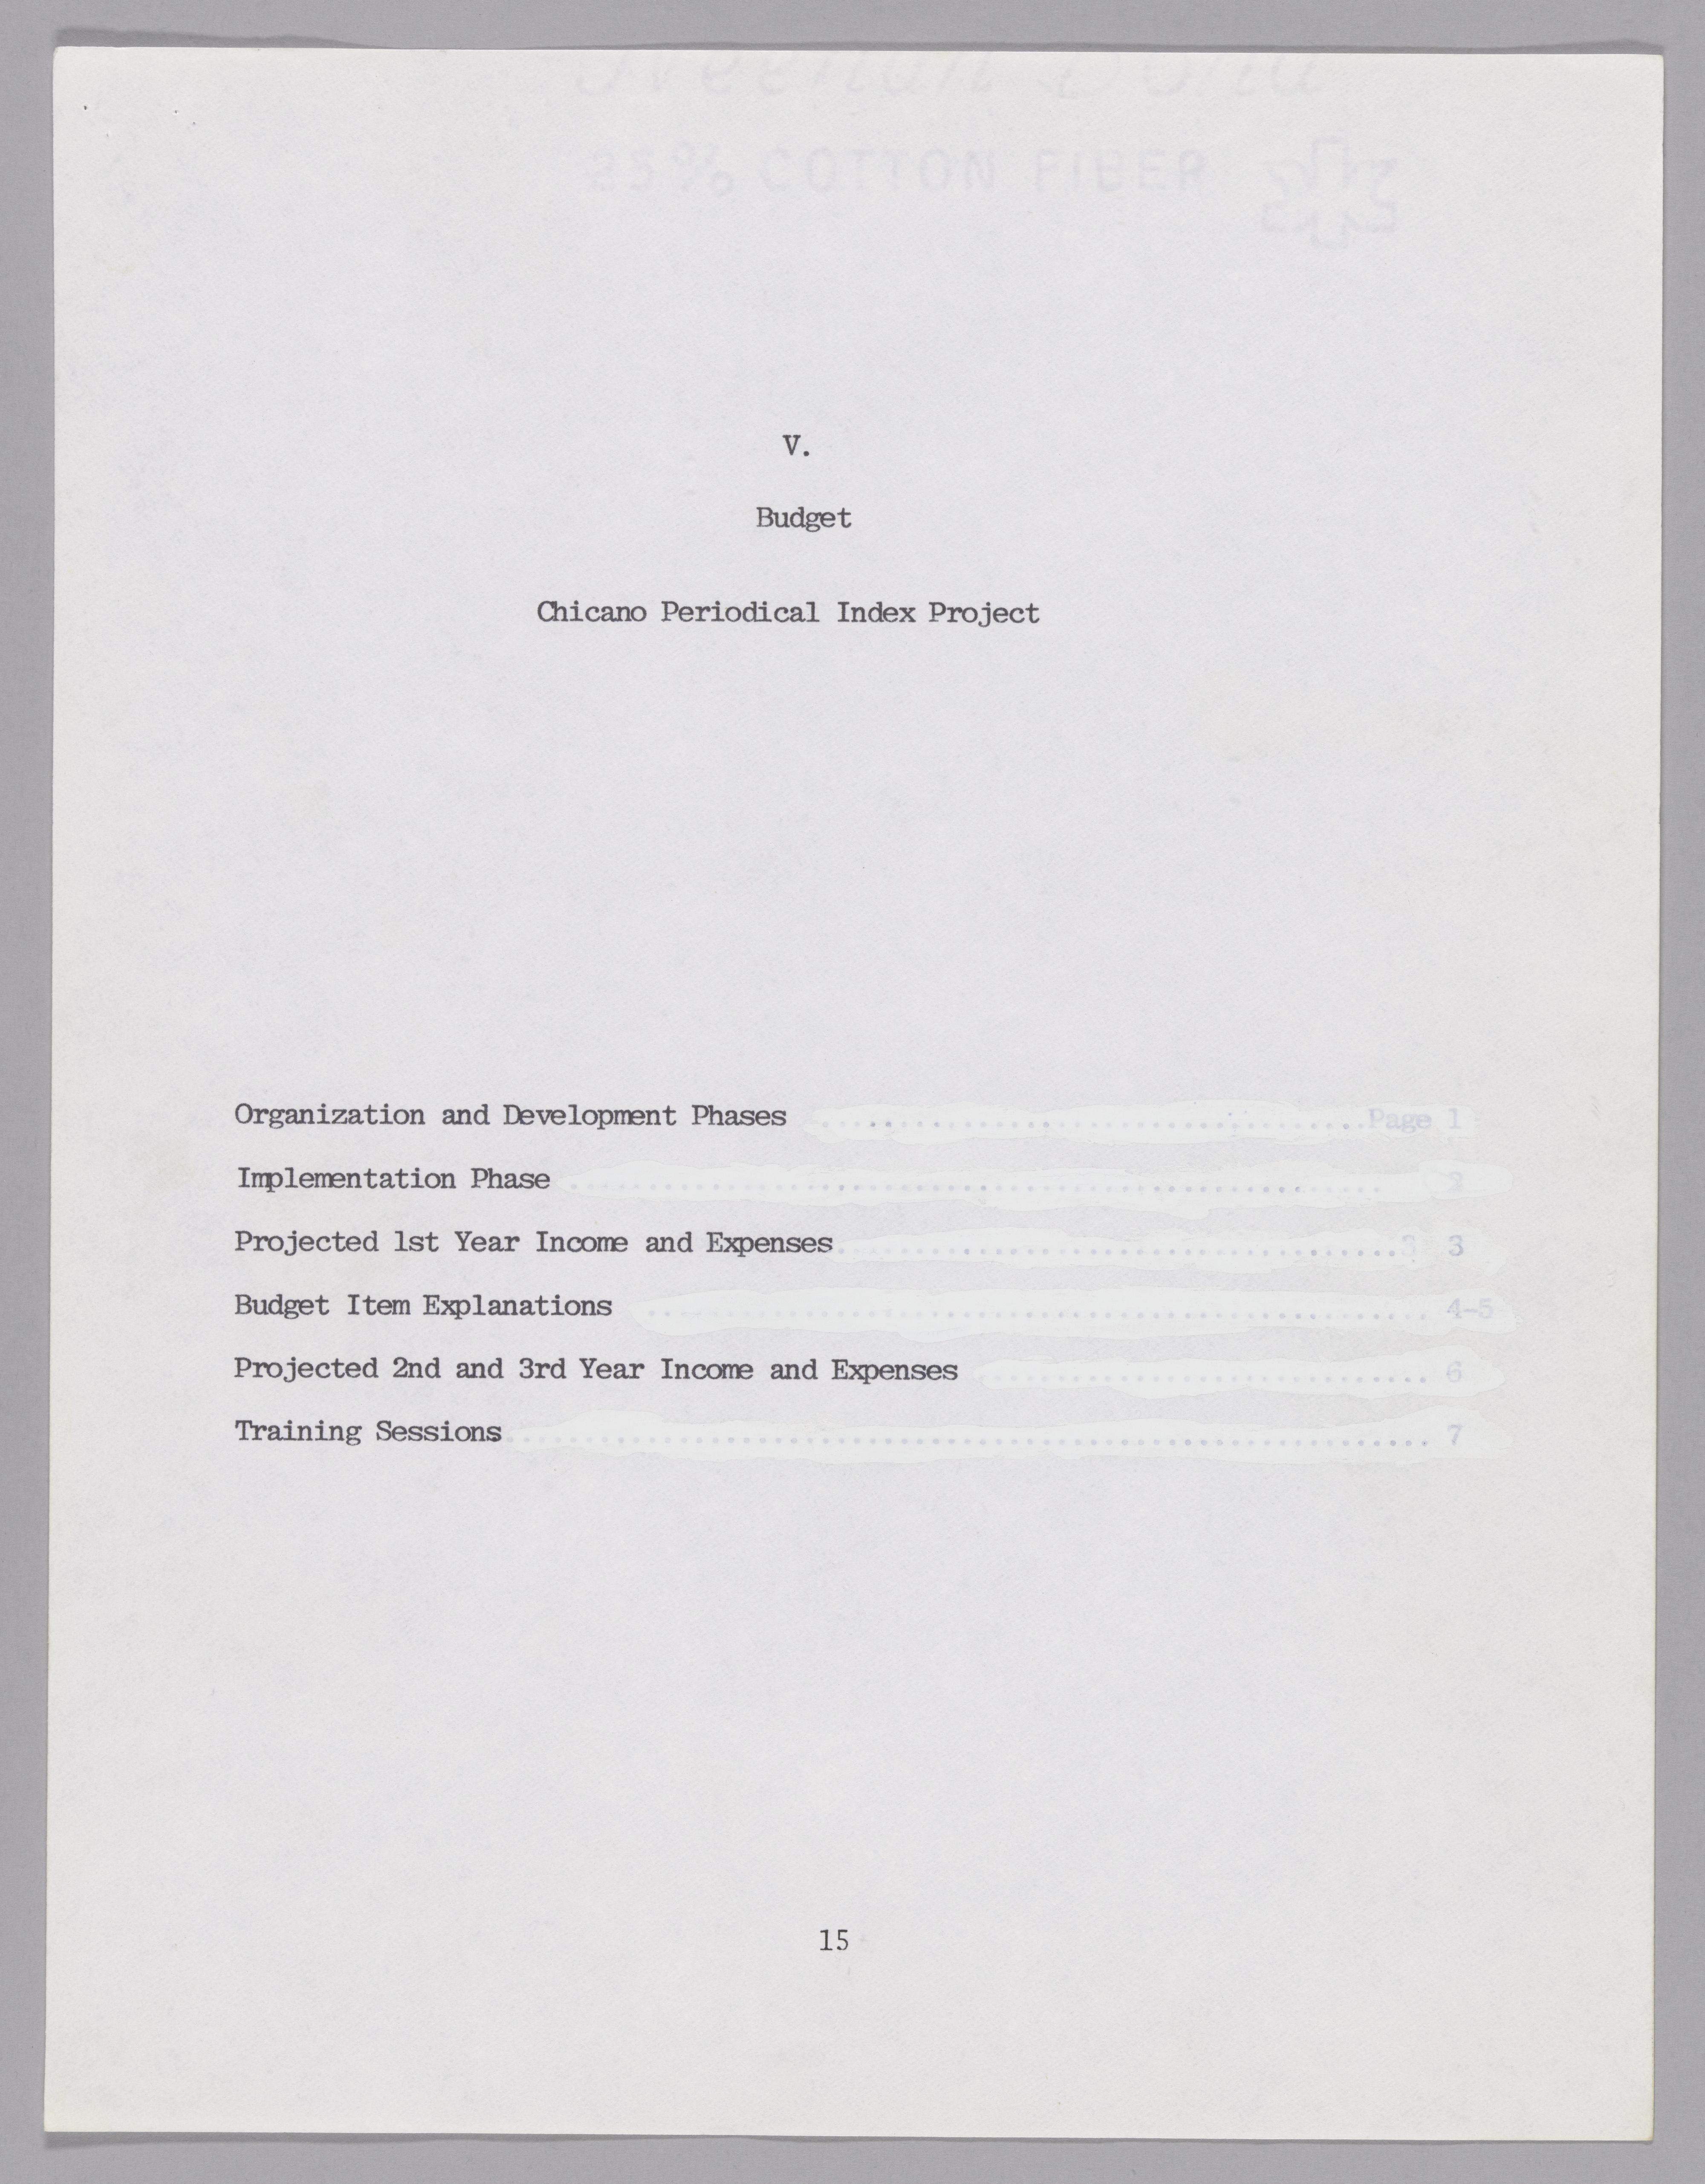 25% COTTON FIBER
V.
Budget
Chicano Periodical Index Project
Organization and Development Phases ........................................Page 1
Implementation Phase ............................................................ 2
Projected 1st Year Income and Expenses...........................................3 3
Budget Item Explanations ........................................................ 4-5
Projected 2nd and 3rd Year Income and Expenses .................................. 6
Training Sessions...................................................................... 7
15